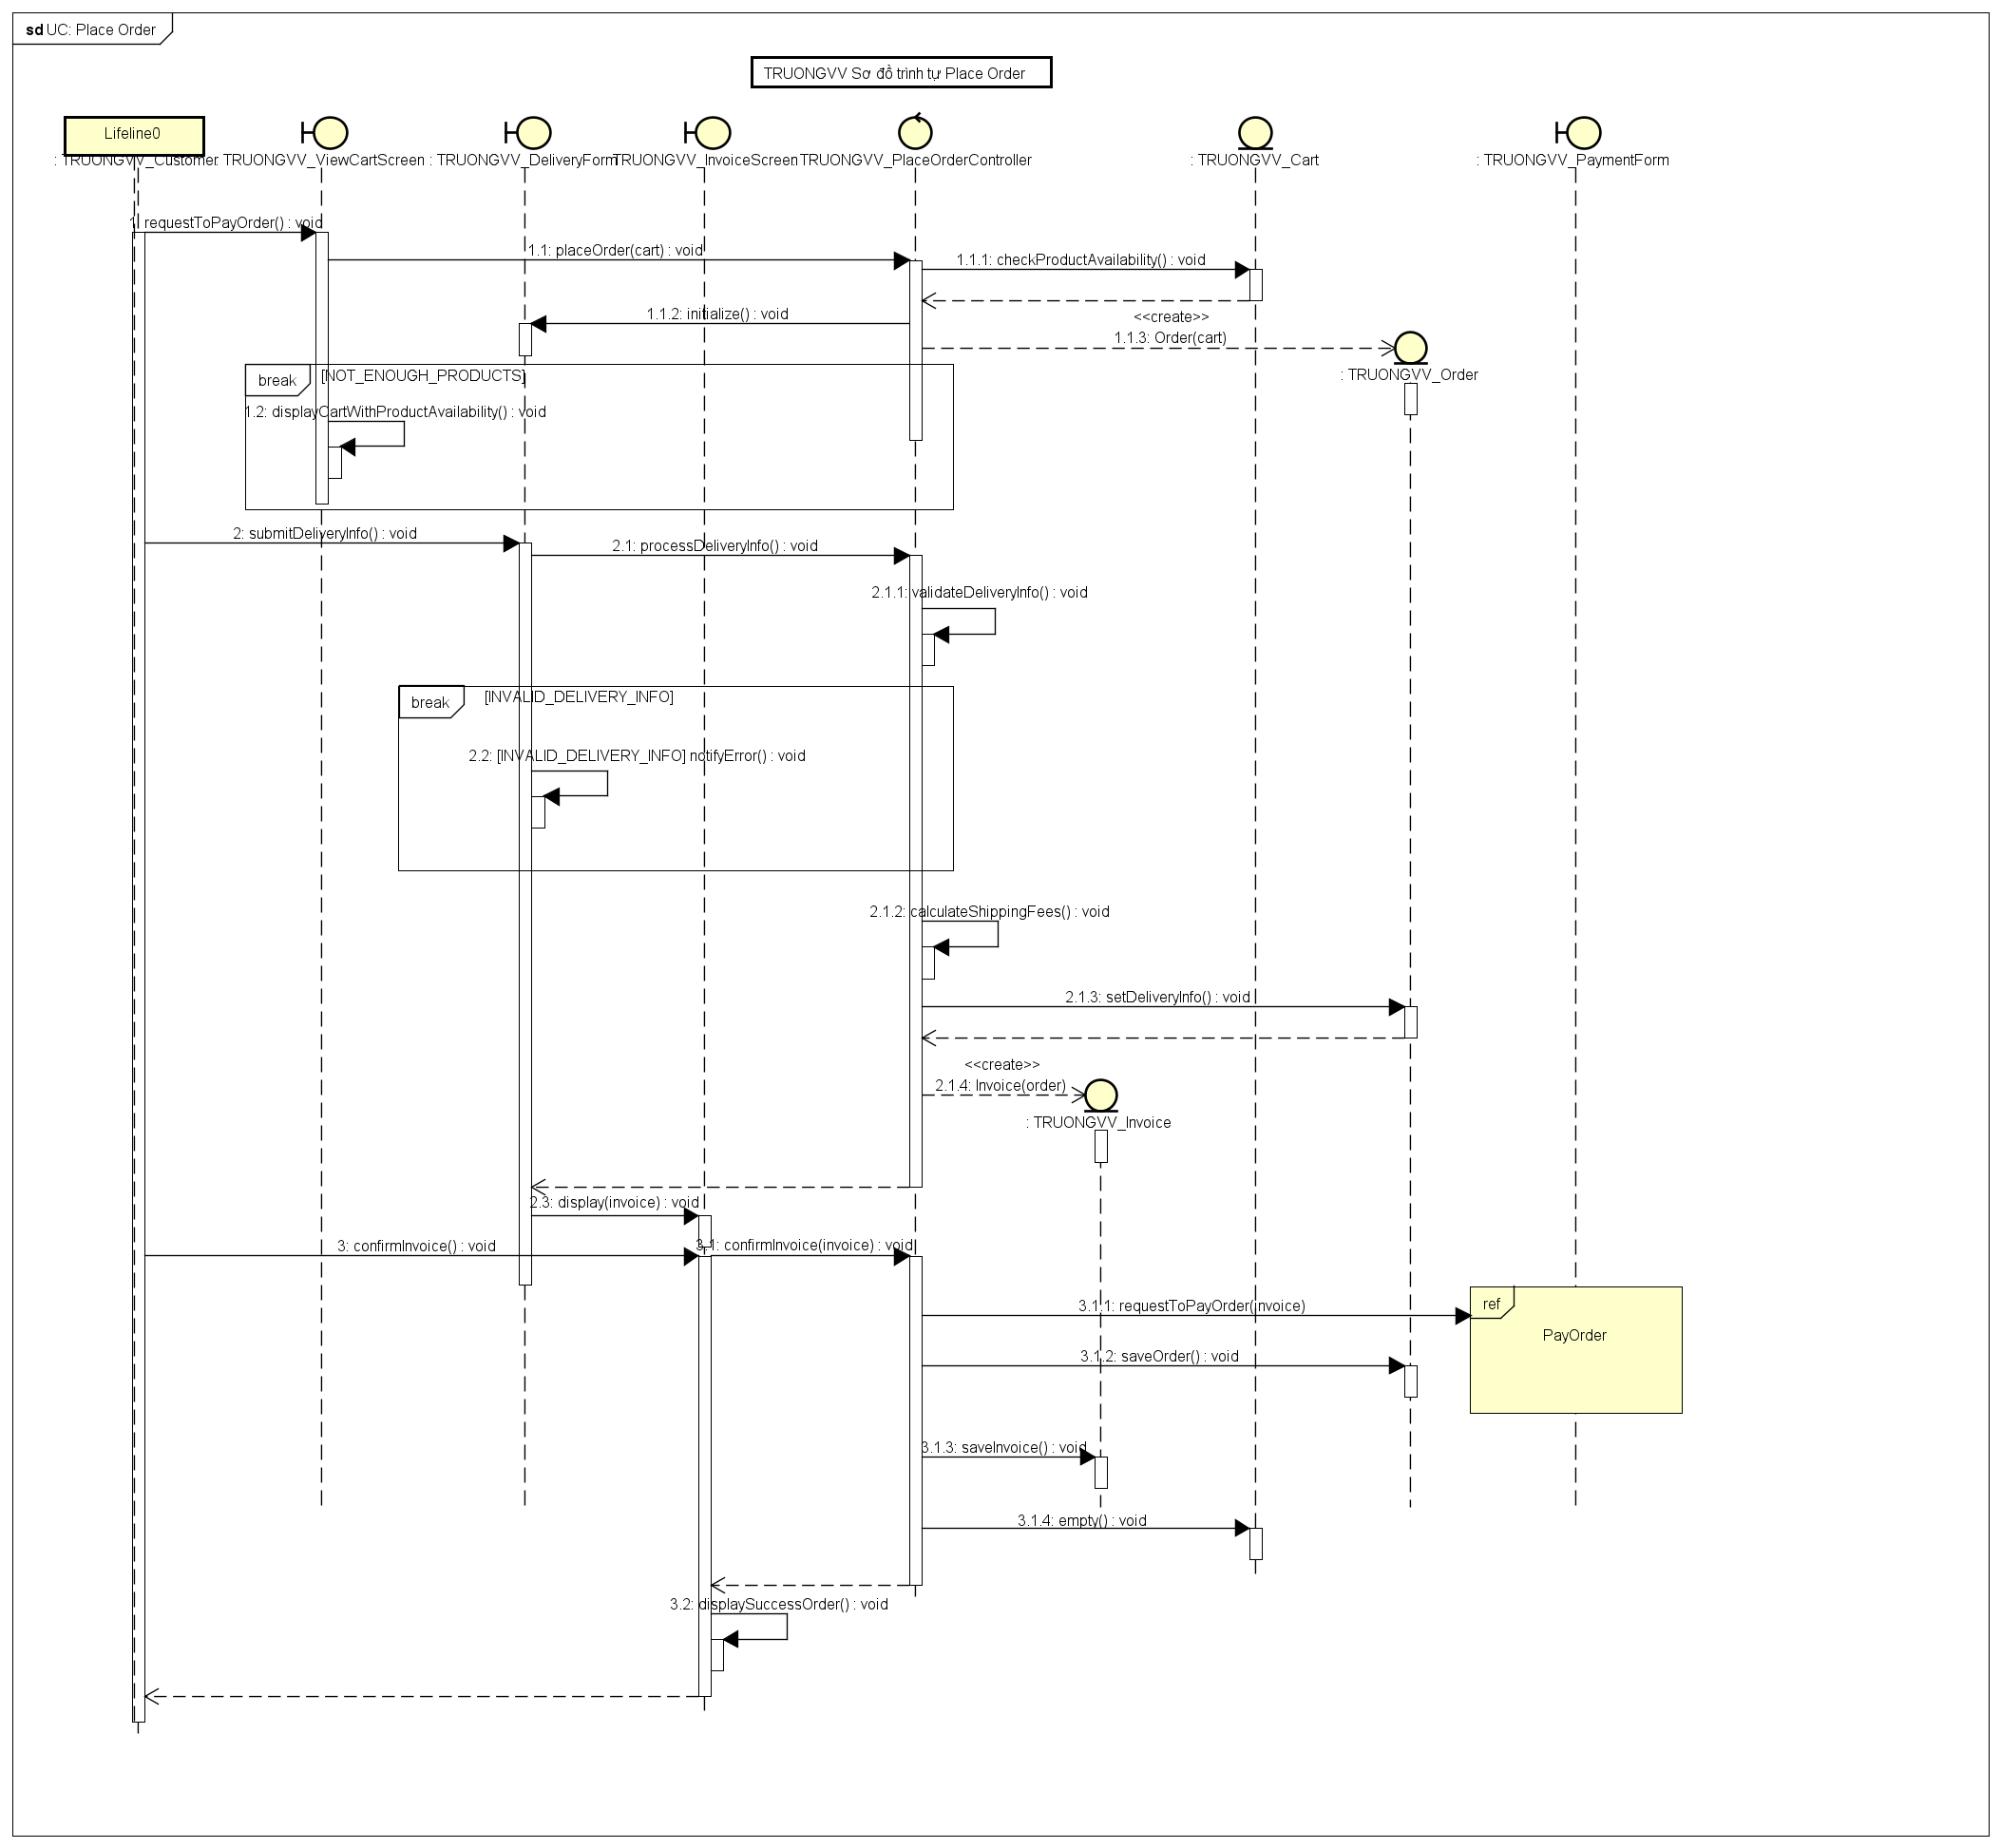 sd UC: Place Order
TRUONGVV Sơ đồ trình tự Place Order
Lifeline0
: TRUONGVV_Customer
: TRUONGVV_ViewCartScreen
: TRUONGVV_DeliveryForm
TRUONGVV_InvoiceScreen
TRUONGVV_PlaceOrderController
: TRUONGVV_Cart
: TRUONGVV_PaymentForm
1: requestToPayOrder() : void
1.1: placeOrder(cart) : void
1.1.1: checkProductAvailability() : void
1.1.2: initialize() : void
<<create>>
1.1.3: Order(cart)
: TRUONGVV_Order
break
[NOT_ENOUGH_PRODUCTS]
1.2: displayCartWithProductAvailability() : void
2: submitDeliveryInfo() : void
2.1: processDeliveryInfo() : void
2.1.1: validateDeliveryInfo() : void
break
[INVALID_DELIVERY_INFO]
2.2: [INVALID_DELIVERY_INFO] notifyError() : void
2.1.2: calculateShippingFees() : void
2.1.3: setDeliveryInfo() : void
<<create>>
2.1.4: Invoice(order)
: TRUONGVV_Invoice
2.3: display(invoice) : void
3: confirmInvoice() : void
3.1: confirmInvoice(invoice) : void
3.1.1: requestToPayOrder(invoice)
ref
PayOrder
3.1.2: saveOrder() : void
3.1.3: saveInvoice() : void
3.1.4: empty() : void
3.2: displaySuccessOrder() : void